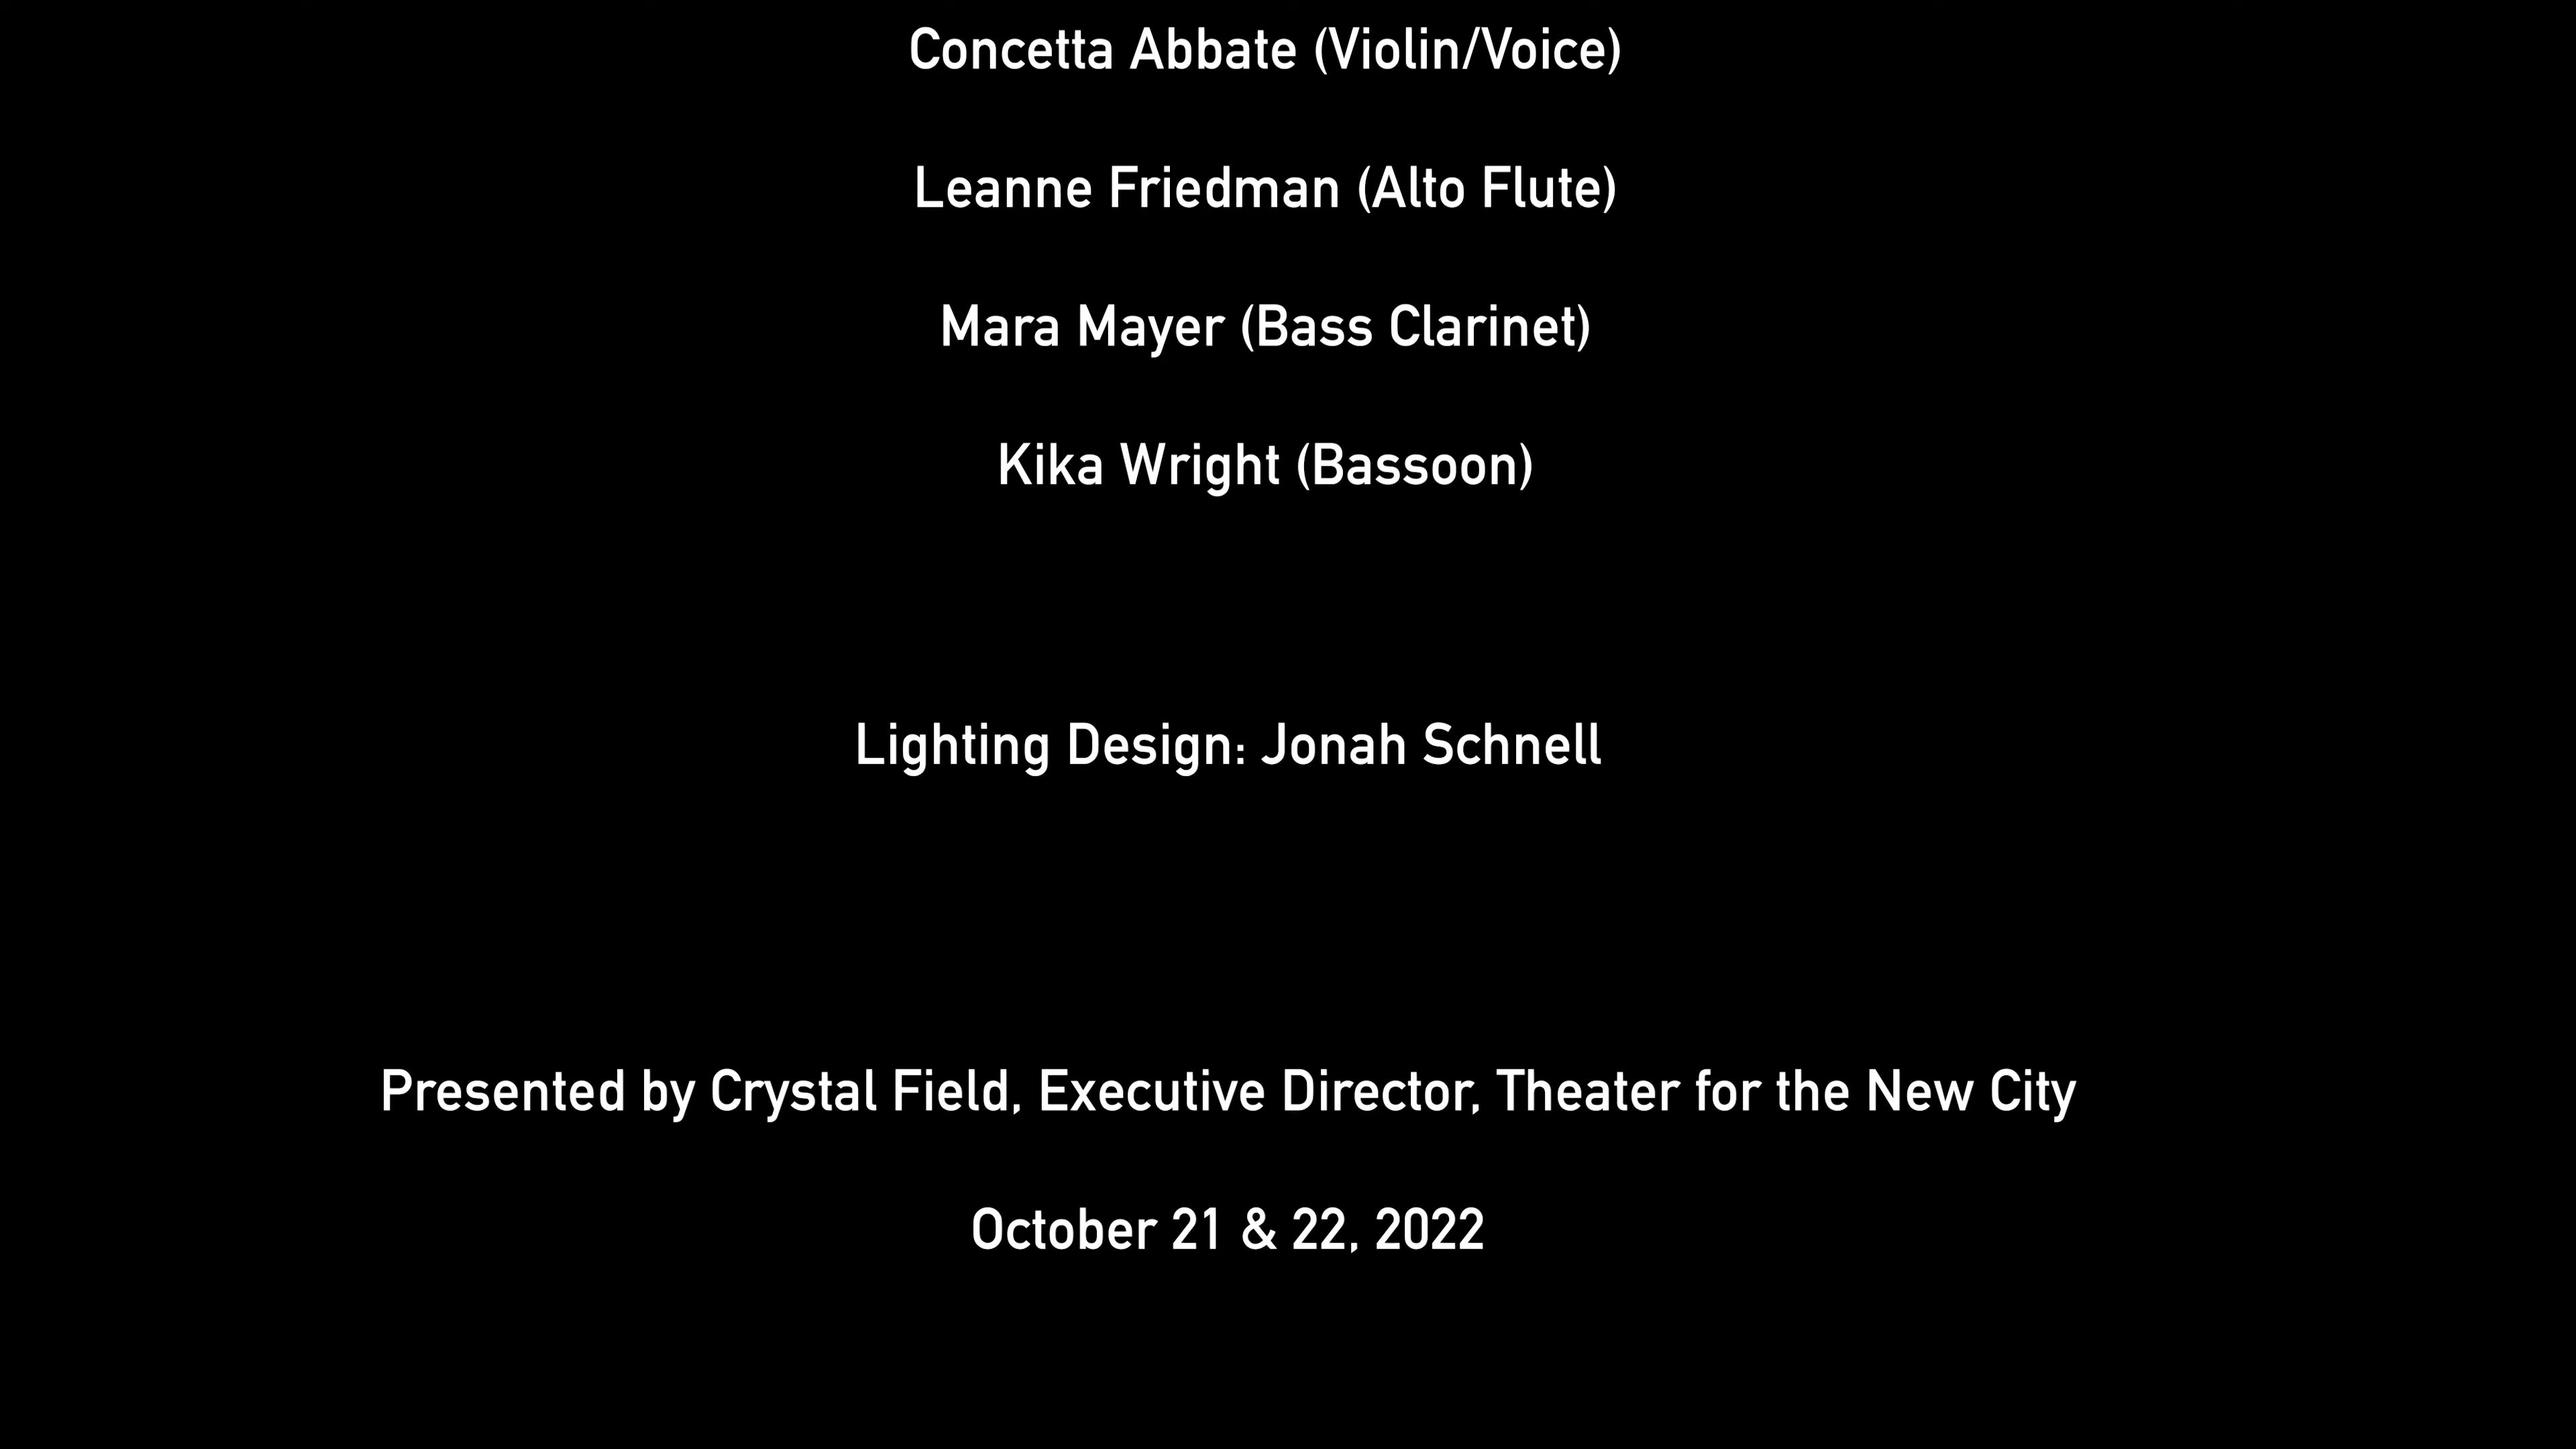 Concetta Abbate (Violin/Voice)
Leanne Friedman (Alto Flute)
Mara Mayer (Bass Clarinet)
Kika Wright (Bassoon)
Lighting Design: Jonah Schnell
Presented by Crystal Field, Executive Director, Theater for the New City
October 21 & 22, 2022